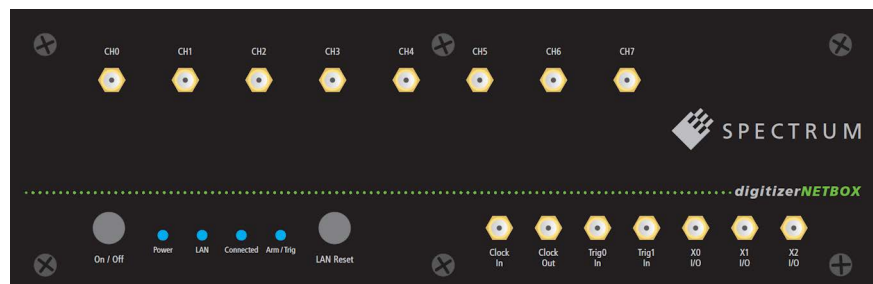 CH0 CH1 CH2 CH3 CH4 CH5 CH6 CH7
SPECTRUM
digitizerNETBOX
On / Off
Power
LAN
Connected
Arm / Trig
LAN Reset
Clock
In
Clock
Out
Trig0
In
Trig1
In
X0
I/O
X1
I/O
X2
I/O